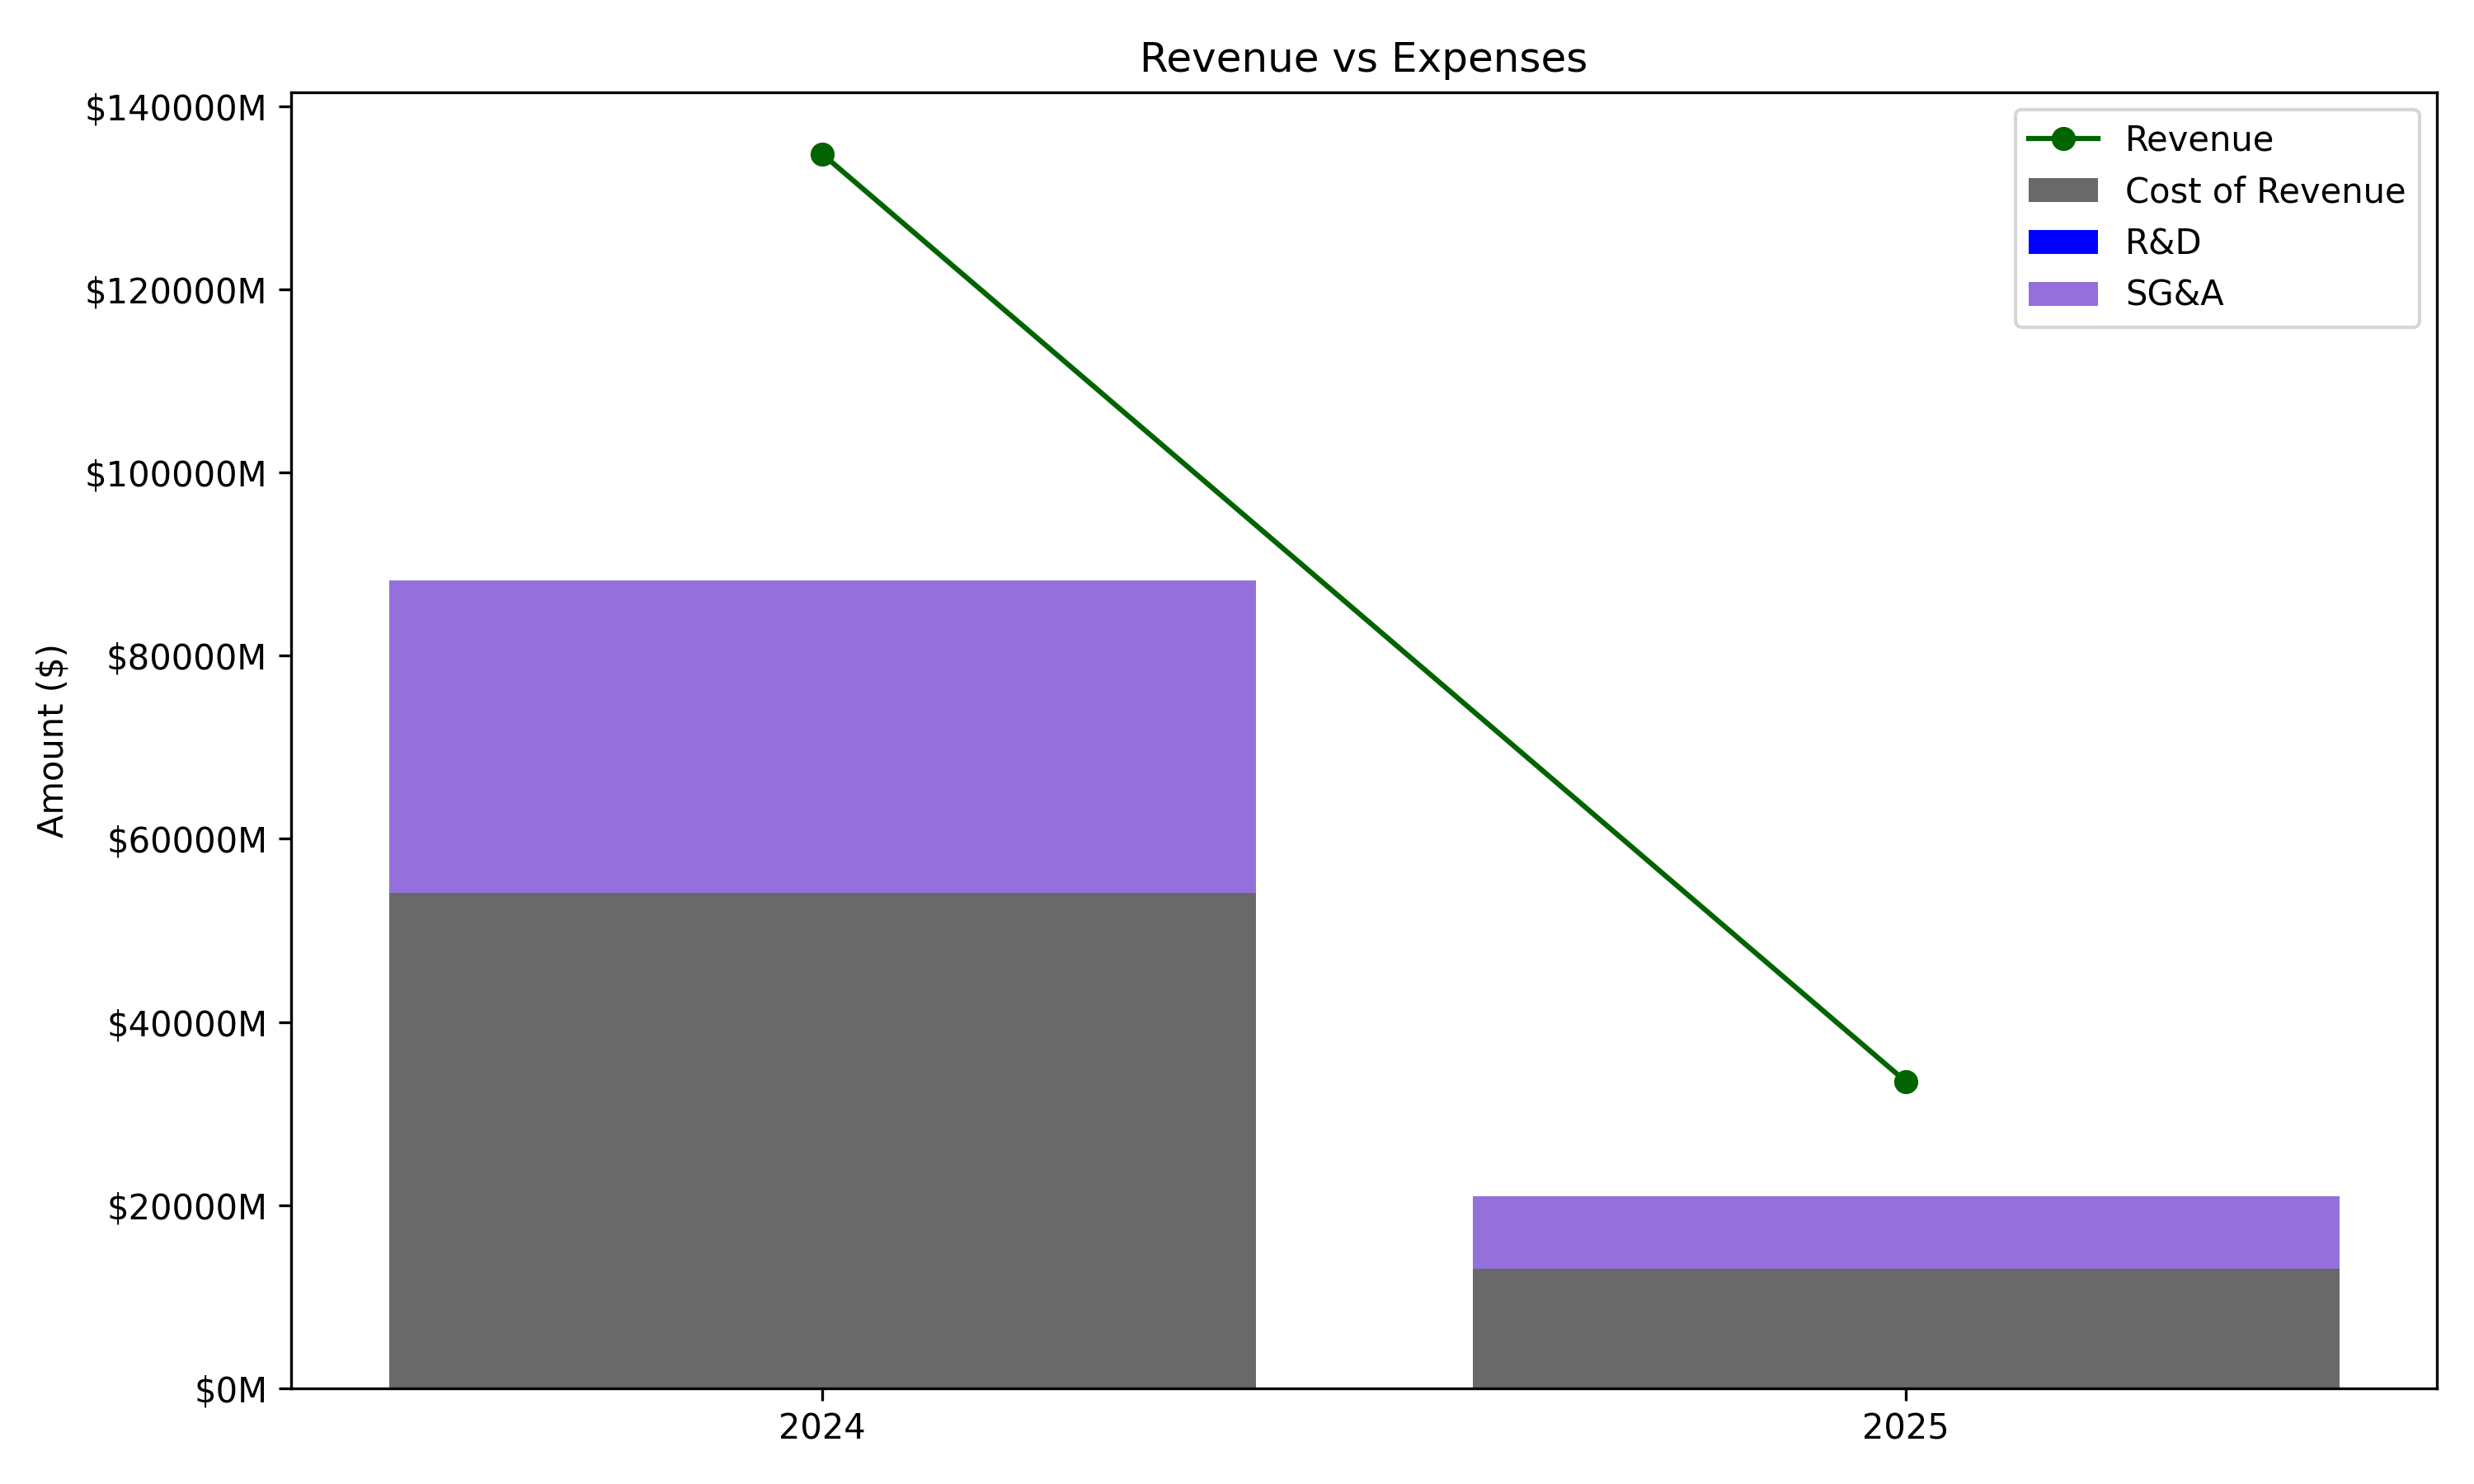 Revenue vs Expenses
Revenue
Cost of Revenue
R&D
SG&A
Amount ($)
$140000M
$120000M
$100000M
$80000M
$60000M
$40000M
$20000M
$0M
2024
2025